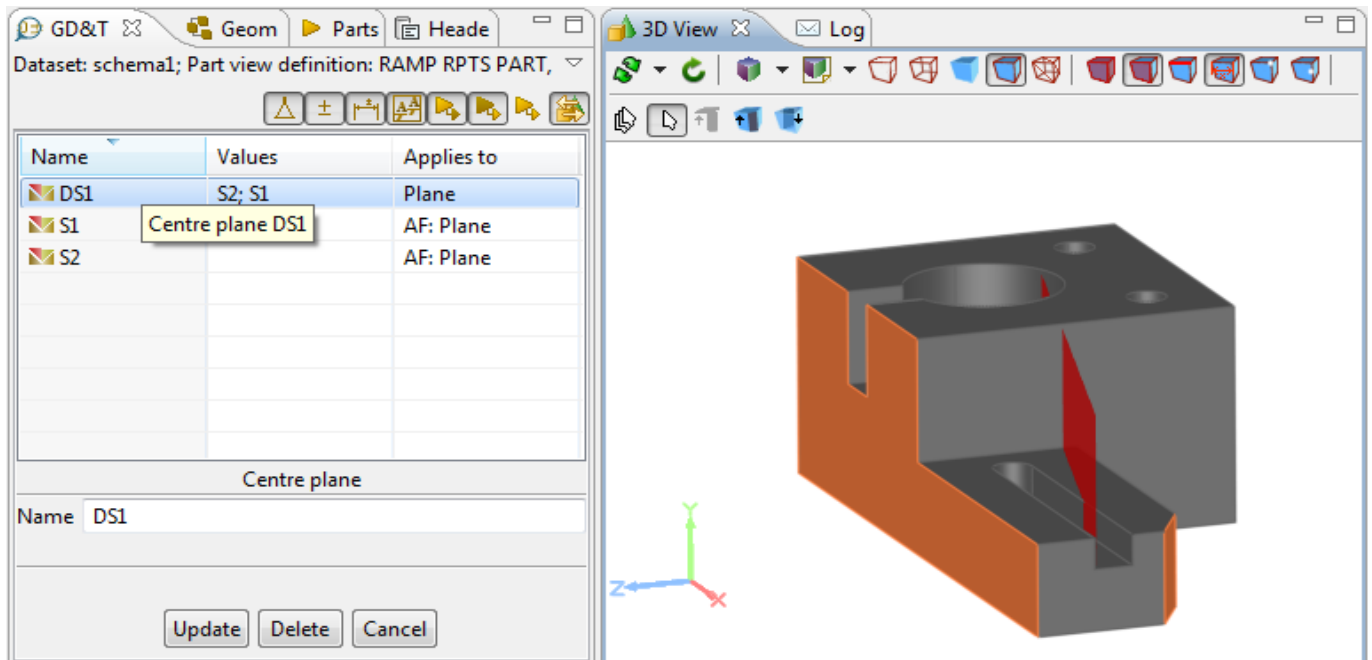 GD&T Geom Parts Heade
Dataset: schema1; Part view definition: RAMP RPTS PART,
Name Values Applies to
DS1 S2; S1 Plane
Centre plane DS1
S1 AF: Plane
S2 AF: Plane
Centre plane
Name DS1
Update Delete Cancel
3D View Log
Y
Z X